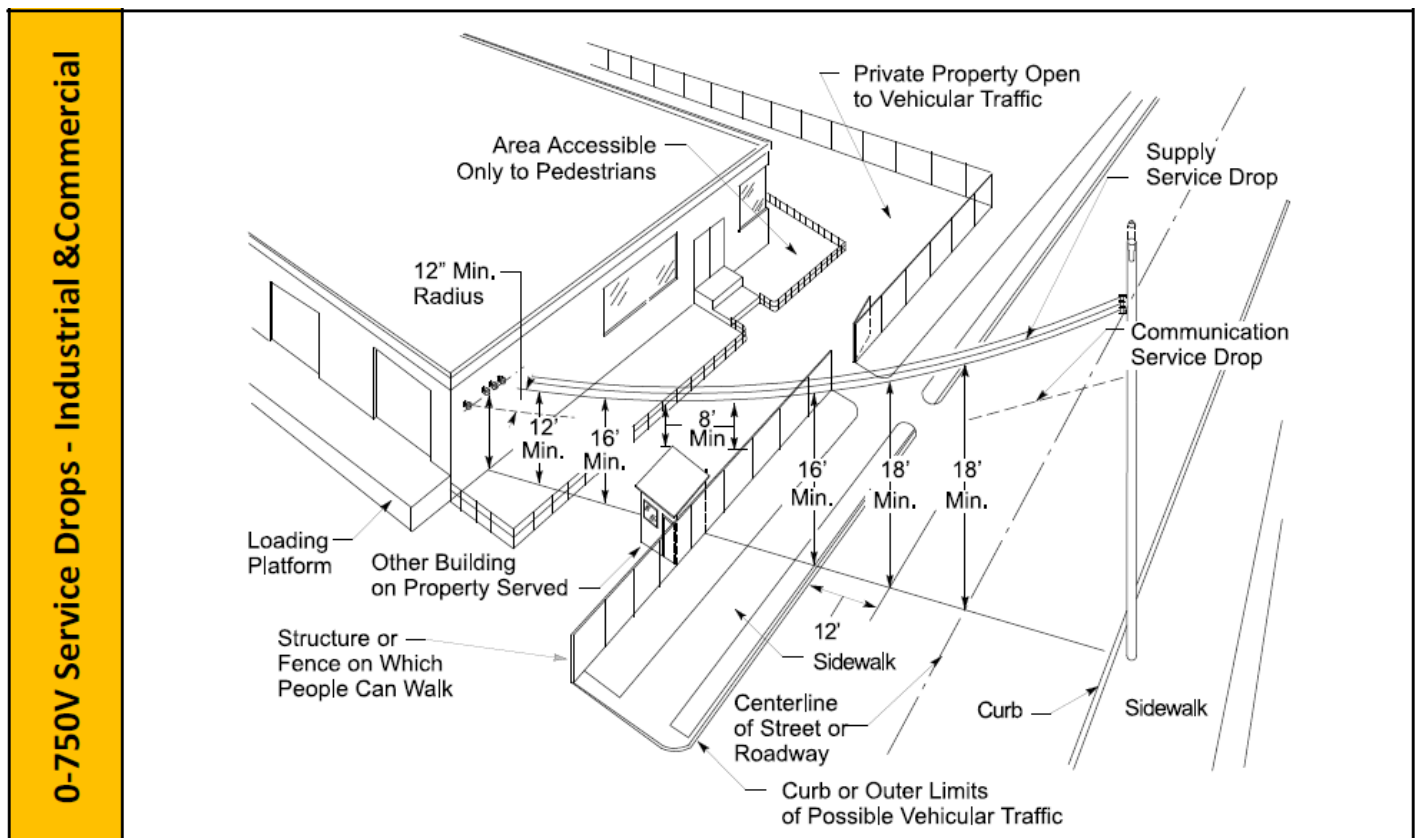 0-750V Service Drops - Industrial &Commercial
Private Property Open
to Vehicular Traffic
Area Accessible
Only to Pedestrians
Supply
Service Drop
12" Min.
Radius
Communication
Service Drop
12'
Min.
16'
Min.
8'
Min
16'
Min.
18'
Min.
18'
Min.
Loading
Platform
Other Building
on Property Served
12'
Structure or
Fence on Which
People Can Walk
Sidewalk
Centerline
of Street or
Roadway
Curb
Sidewalk
Curb or Outer Limits
of Possible Vehicular Traffic